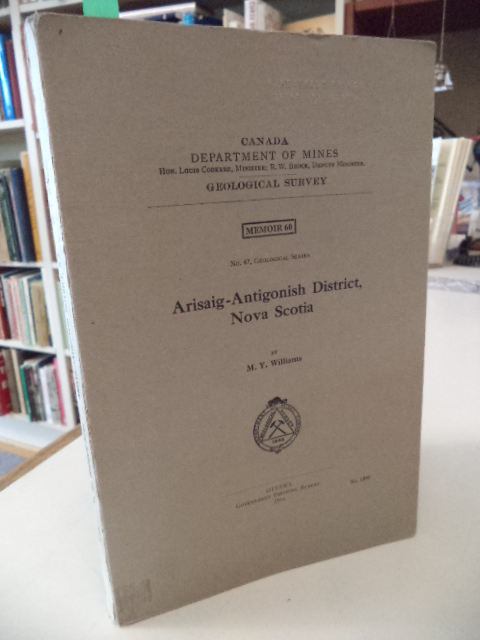 CANADA
DEPARTMENT OF MINES
HON. LOUIS CODERRE, MINISTER; R. W. BROCK, DEPUTY MINISTER.
GEOLOGICAL SURVEY
MEMOIR 60
No. 47, GEOLOGICAL SERIES
Arisaig-Antigonish District,
Nova Scotia
BY
M. Y. Williams
OTTAWA
GOVERNMENT PRINTING BUREAU